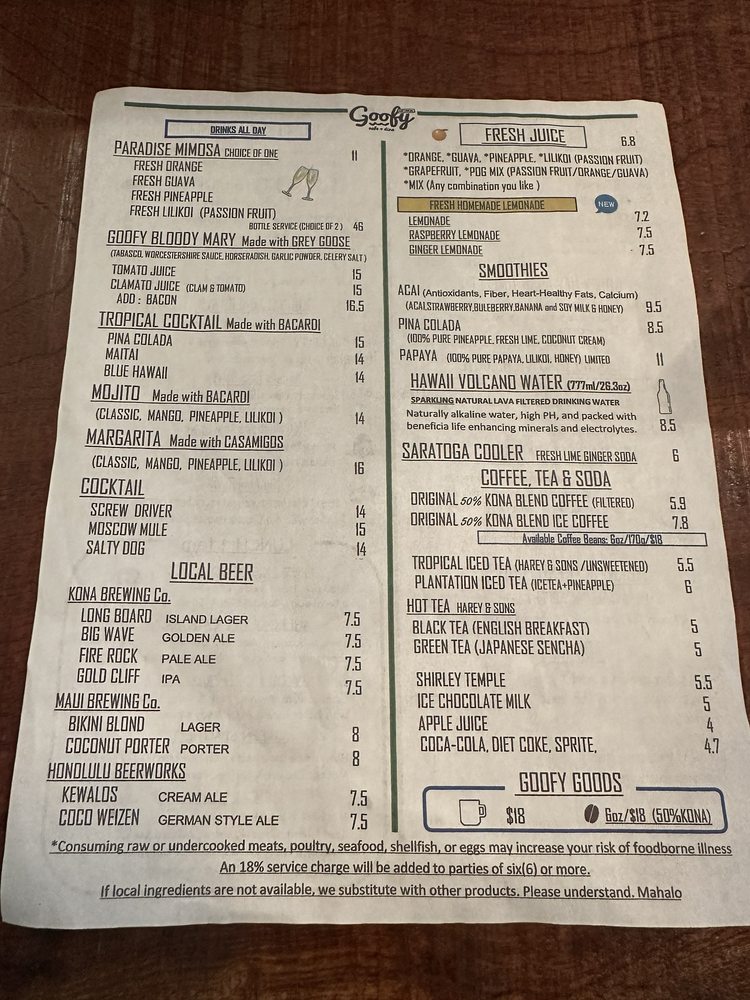 Goofy
cafe + dine
DRINKS ALL DAY
PARADISE MIMOSA CHOICE OF ONE 11
FRESH ORANGE
FRESH GUAVA
FRESH PINEAPPLE
FRESH LILIKOI (PASSION FRUIT)
BOTTLE SERVICE (CHOICE OF 2) 46
GOOFY BLOODY MARY Made with GREY GOOSE
(TABASCO, WORCESTERSHIRE SAUCE, HORSERADISH, GARLIC POWDER, CELERY SALT)
TOMATO JUICE 15
CLAMATO JUICE (CLAM & TOMATO) 15
ADD : BACON 16.5
TROPICAL COCKTAIL Made with BACARDI
PINA COLADA 15
MAITAI 14
BLUE HAWAII 14
MOJITO Made with BACARDI
(CLASSIC, MANGO, PINEAPPLE, LILIKOI ) 14
MARGARITA Made with CASAMIGOS
(CLASSIC, MANGO, PINEAPPLE, LILIKOI ) 16
COCKTAIL
SCREW DRIVER 14
MOSCOW MULE 15
SALTY DOG 14
LOCAL BEER
KONA BREWING Co.
LONG BOARD ISLAND LAGER 7.5
BIG WAVE GOLDEN ALE 7.5
FIRE ROCK PALE ALE 7.5
GOLD CLIFF IPA 7.5
MAUI BREWING Co.
BIKINI BLOND LAGER 8
COCONUT PORTER PORTER 8
HONOLULU BEERWORKS
KEWALOS CREAM ALE 7.5
COCO WEIZEN GERMAN STYLE ALE 7.5
FRESH JUICE 6.8
*ORANGE, *GUAVA, *PINEAPPLE, *LILIKOI (PASSION FRUIT)
*GRAPEFRUIT, *POG MIX (PASSION FRUIT/ORANGE/GUAVA)
*MIX (Any combination you like )
FRESH HOMEMADE LEMONADE NEW
LEMONADE 7.2
RASPBERRY LEMONADE 7.5
GINGER LEMONADE 7.5
SMOOTHIES
ACAI (Antioxidants, Fiber, Heart-Healthy Fats, Calcium)
(ACAI,STRAWBERRY,BULEBERRY,BANANA and SOY MILK & HONEY) 9.5
PINA COLADA 8.5
(100% PURE PINEAPPLE, FRESH LIME, COCONUT CREAM)
PAPAYA (100% PURE PAPAYA, LILIKOI, HONEY) LIMITED 11
HAWAII VOLCANO WATER (777ml/26.3oz)
SPARKLING NATURAL LAVA FILTERED DRINKING WATER
Naturally alkaline water, high PH, and packed with
beneficia life enhancing minerals and electrolytes. 8.5
SARATOGA COOLER FRESH LIME GINGER SODA 6
COFFEE, TEA & SODA
ORIGINAL 50% KONA BLEND COFFEE (FILTERED) 5.9
ORIGINAL 50% KONA BLEND ICE COFFEE 7.8
Available Coffee Beans: 6oz/170g/$18
TROPICAL ICED TEA (HAREY & SONS /UNSWEETENED) 5.5
PLANTATION ICED TEA (ICETEA+PINEAPPLE) 6
HOT TEA HAREY & SONS
BLACK TEA (ENGLISH BREAKFAST) 5
GREEN TEA (JAPANESE SENCHA) 5
SHIRLEY TEMPLE 5.5
ICE CHOCOLATE MILK 5
APPLE JUICE 4
COCA-COLA, DIET COKE, SPRITE, 4.7
GOOFY GOODS
$18 6oz/$18 (50%KONA)
*Consuming raw or undercooked meats, poultry, seafood, shellfish, or eggs may increase your risk of foodborne illness
An 18% service charge will be added to parties of six(6) or more.
If local ingredients are not available, we substitute with other products. Please understand. Mahalo